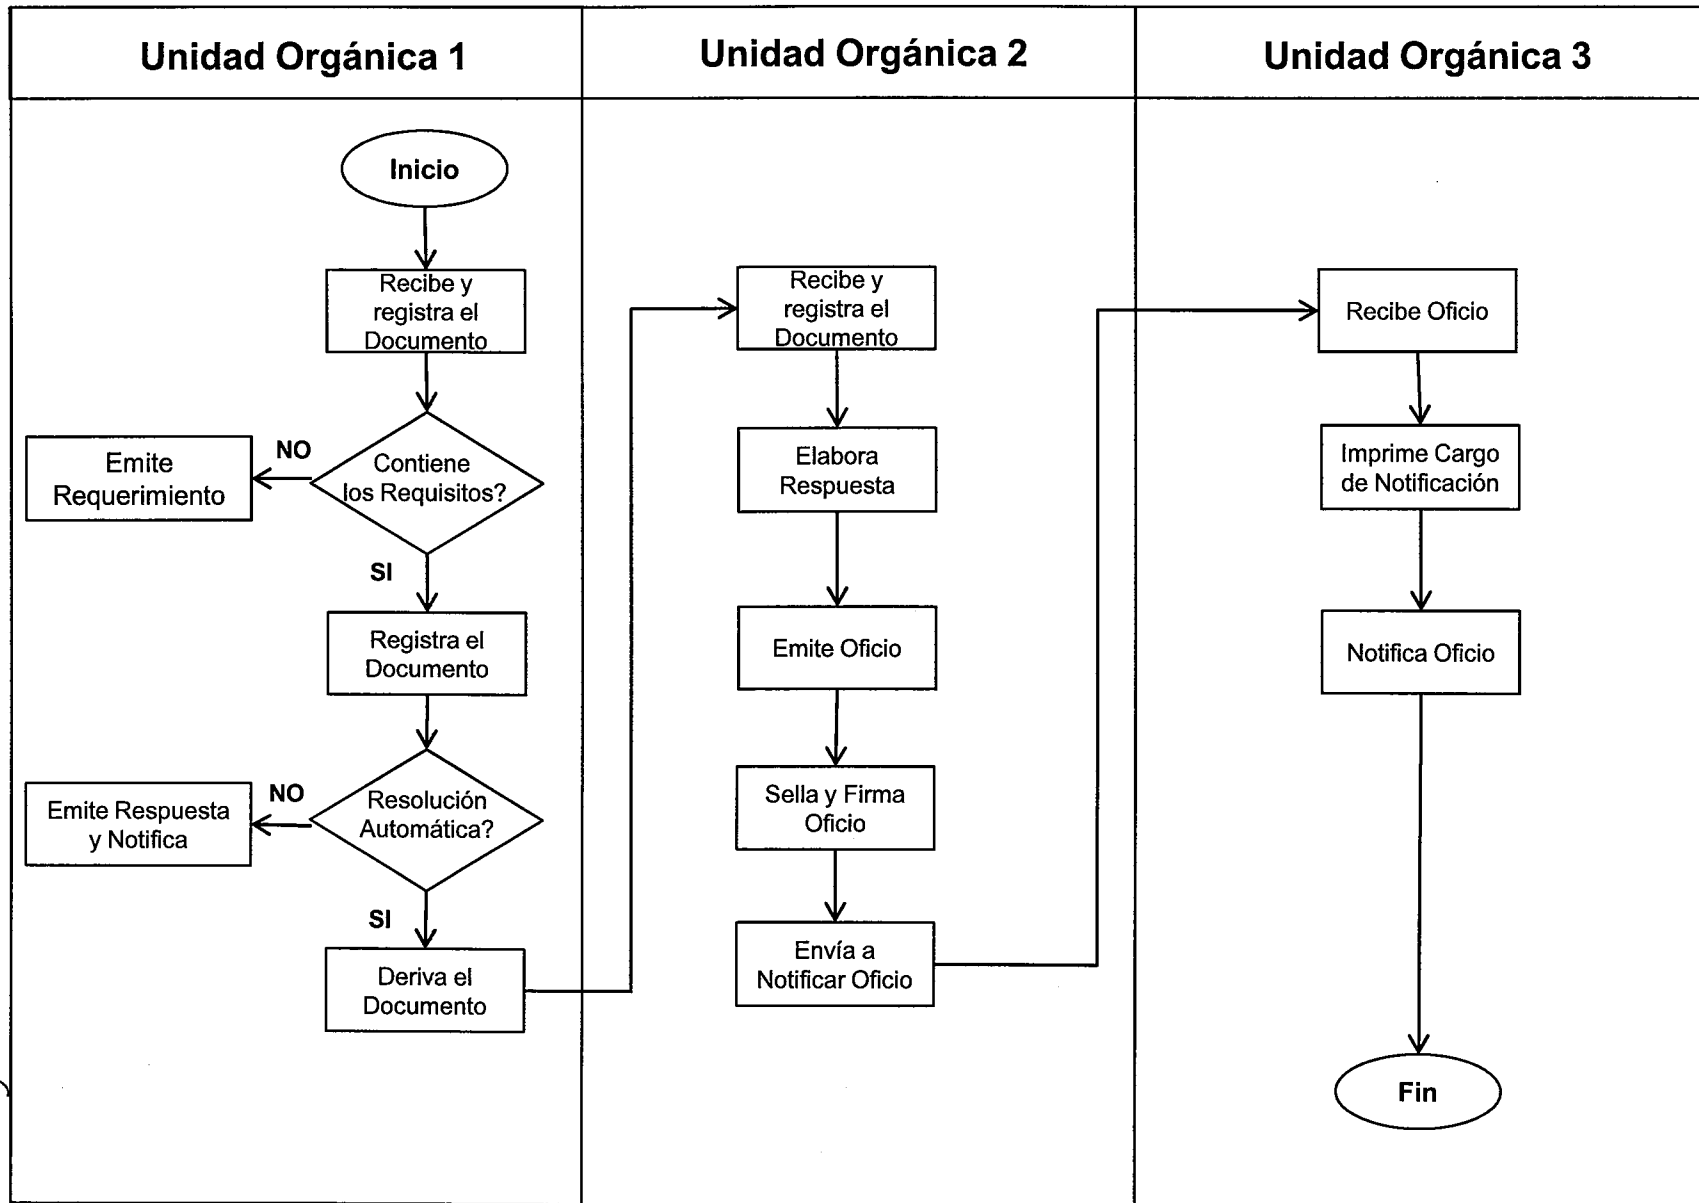 Unidad Orgánica 1
Unidad Orgánica 2
Unidad Orgánica 3
Inicio
Recibe y
registra el
Documento
Contiene
los Requisitos?
NO
Emite
Requerimiento
SI
Registra el
Documento
Resolución
Automática?
NO
Emite Respuesta
y Notifica
SI
Deriva el
Documento
Recibe y
registra el
Documento
Elabora
Respuesta
Emite Oficio
Sella y Firma
Oficio
Envía a
Notificar Oficio
Recibe Oficio
Imprime Cargo
de Notificación
Notifica Oficio
Fin